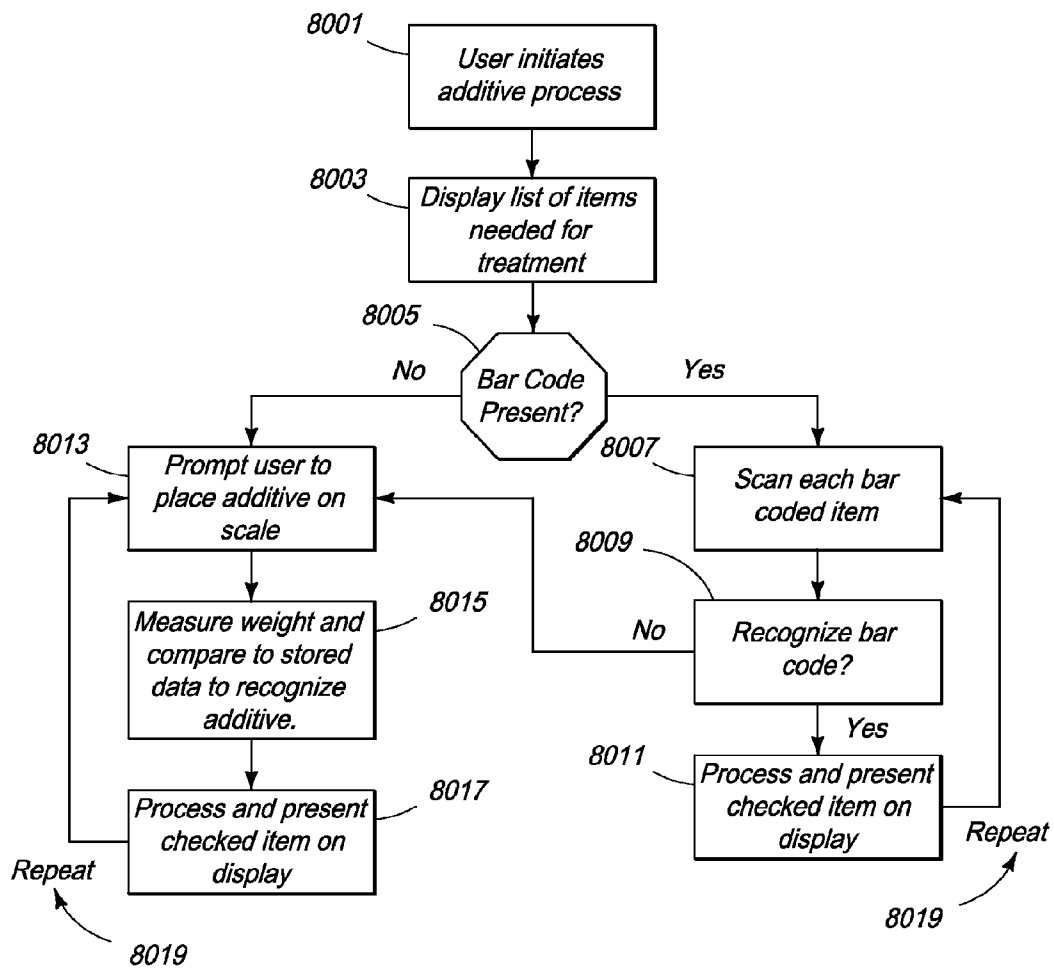 8001
User initiates
additive process
8003
Display list of items
needed for
treatment
8005
Bar Code
Present?
No
Yes
8013
Prompt user to
place additive on
scale
8007
Scan each bar
coded item
8009
Recognize bar
code?
No
Yes
8015
Measure weight and
compare to stored
data to recognize
additive.
8011
Process and present
checked item on
display
8017
Process and present
checked item on
display
Repeat
8019
Repeat
8019